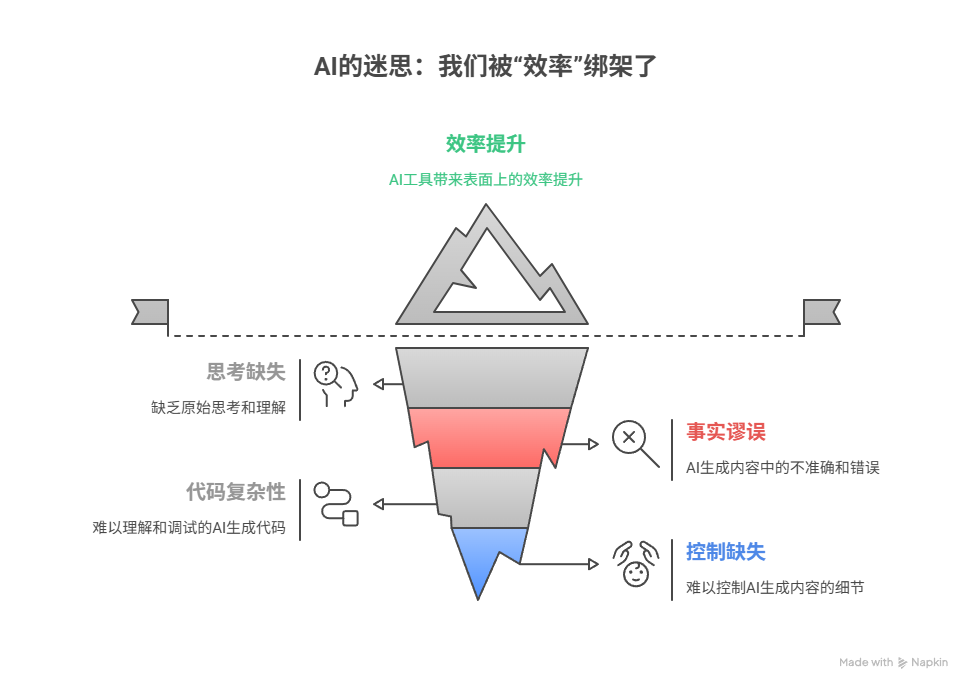 AI的迷思：我们被“效率”绑架了
效率提升
AI工具带来表面上的效率提升
思考缺失
缺乏原始思考和理解
事实谬误
AI生成内容中的不准确和错误
代码复杂性
难以理解和调试的AI生成代码
控制缺失
难以控制AI生成内容的细节
Made with Napkin